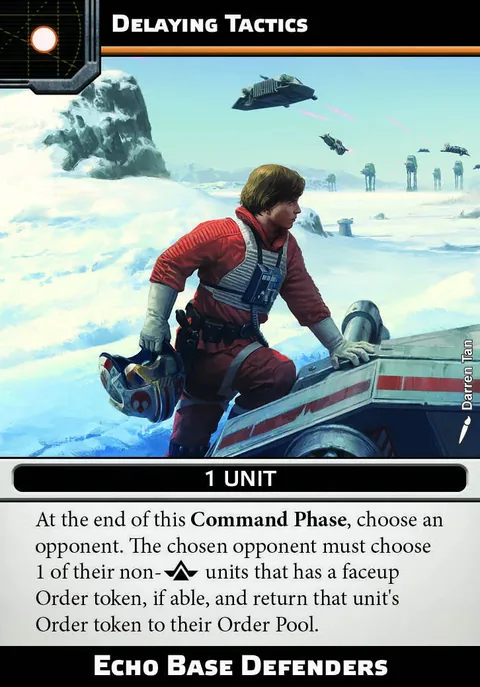 Delaying Tactics
Darren Tan
1 UNIT
At the end of this Command Phase, choose an
opponent. The chosen opponent must choose
1 of their non- units that has a faceup
Order token, if able, and return that unit's
Order token to their Order Pool.
Echo Base Defenders